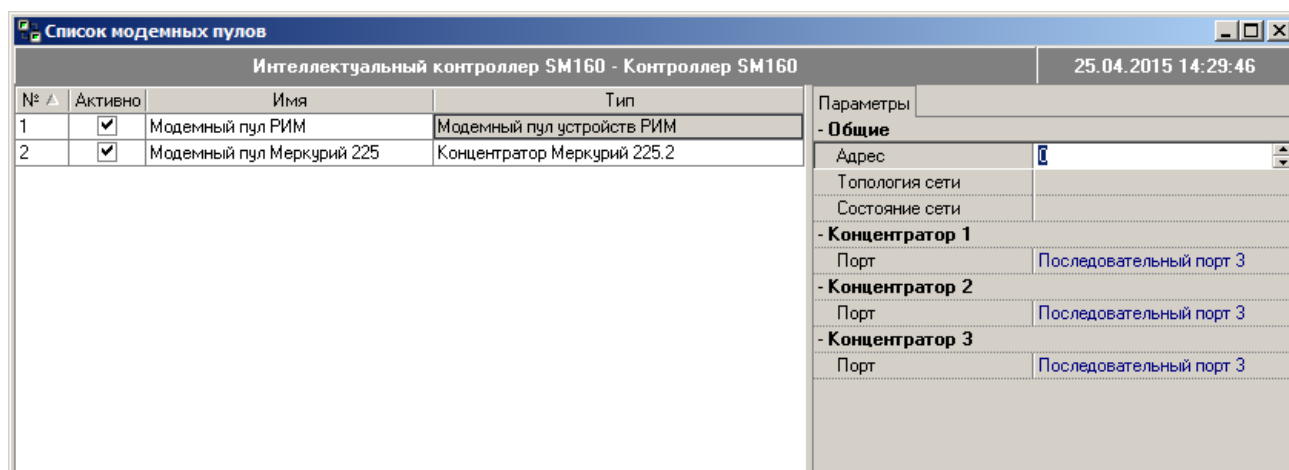 Список модемных пулов
Интеллектуальный контроллер SM160 - Контроллер SM160 25.04.2015 14:29:46
№ Активно Имя Тип
1 Модемный пул РИМ Модемный пул устройств РИМ
2 Модемный пул Меркурий 225 Концентратор Меркурий 225.2
Параметры
- Общие
Адрес 0
Топология сети
Состояние сети
- Концентратор 1
Порт Последовательный порт 3
- Концентратор 2
Порт Последовательный порт 3
- Концентратор 3
Порт Последовательный порт 3